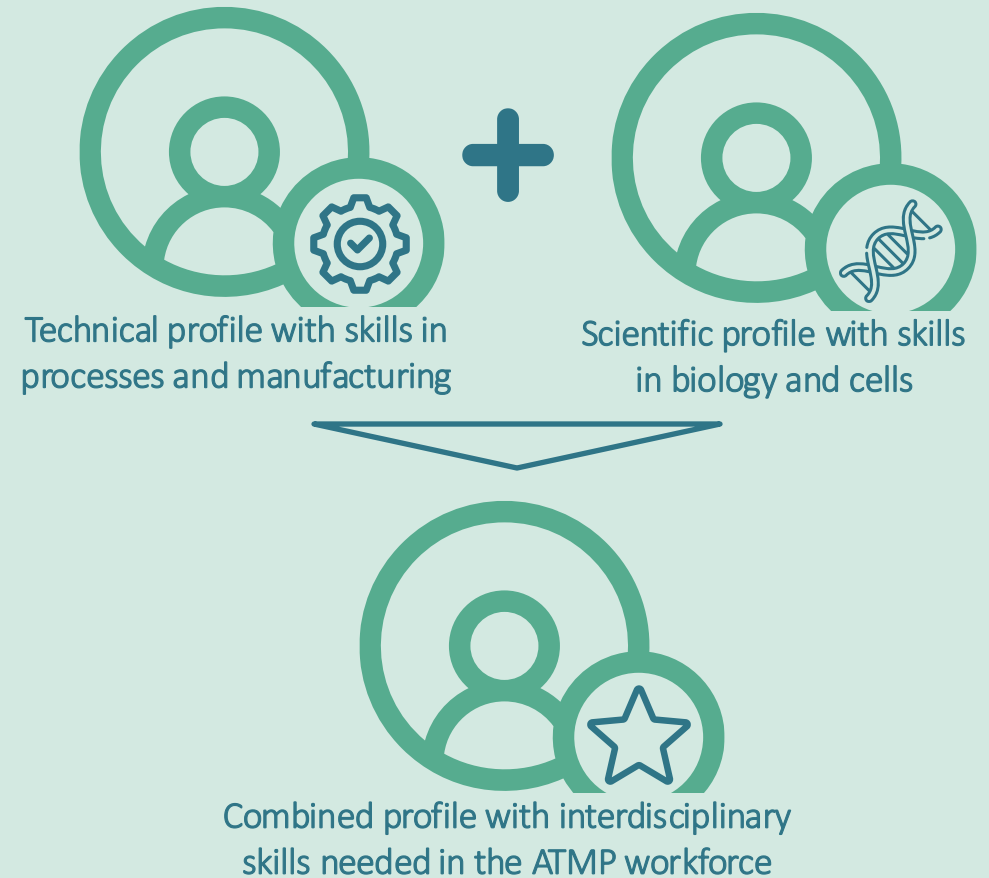 Technical profile with skills in
processes and manufacturing
Scientific profile with skills
in biology and cells
Combined profile with interdisciplinary
skills needed in the ATMP workforce